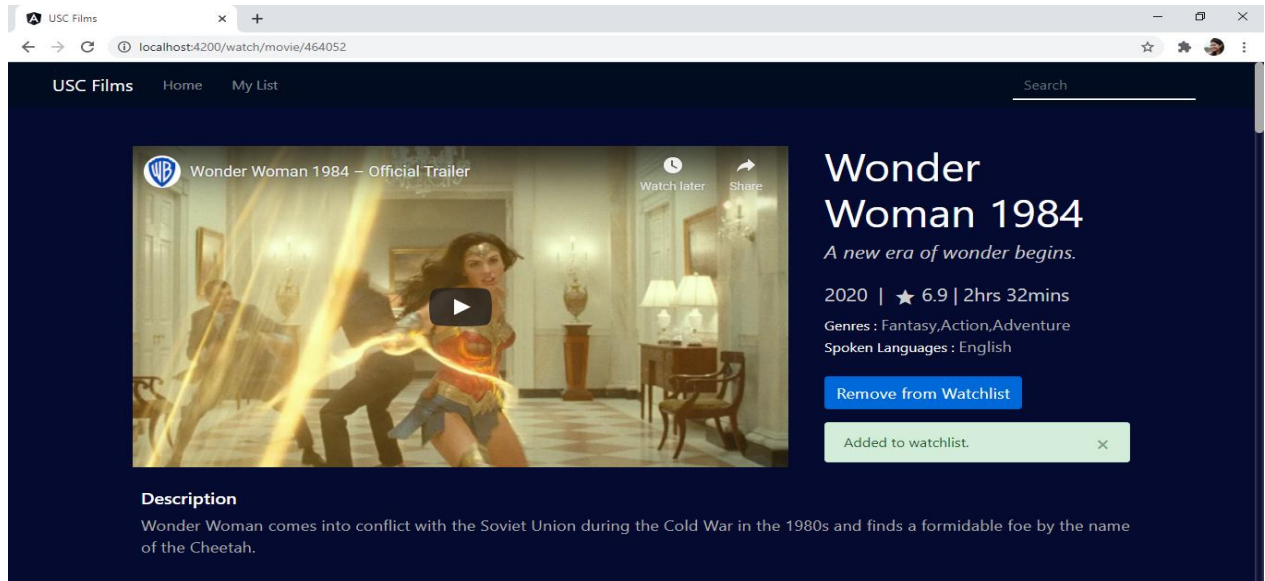 USC Films
localhost:4200/watch/movie/464052
USC Films Home My List Search
WB Wonder Woman 1984 – Official Trailer
Watch later Share
Wonder
Woman 1984
A new era of wonder begins.
2020 | ★ 6.9 | 2hrs 32mins
Genres : Fantasy,Action,Adventure
Spoken Languages : English
Remove from Watchlist
Added to watchlist. ×
Description
Wonder Woman comes into conflict with the Soviet Union during the Cold War in the 1980s and finds a formidable foe by the name
of the Cheetah.